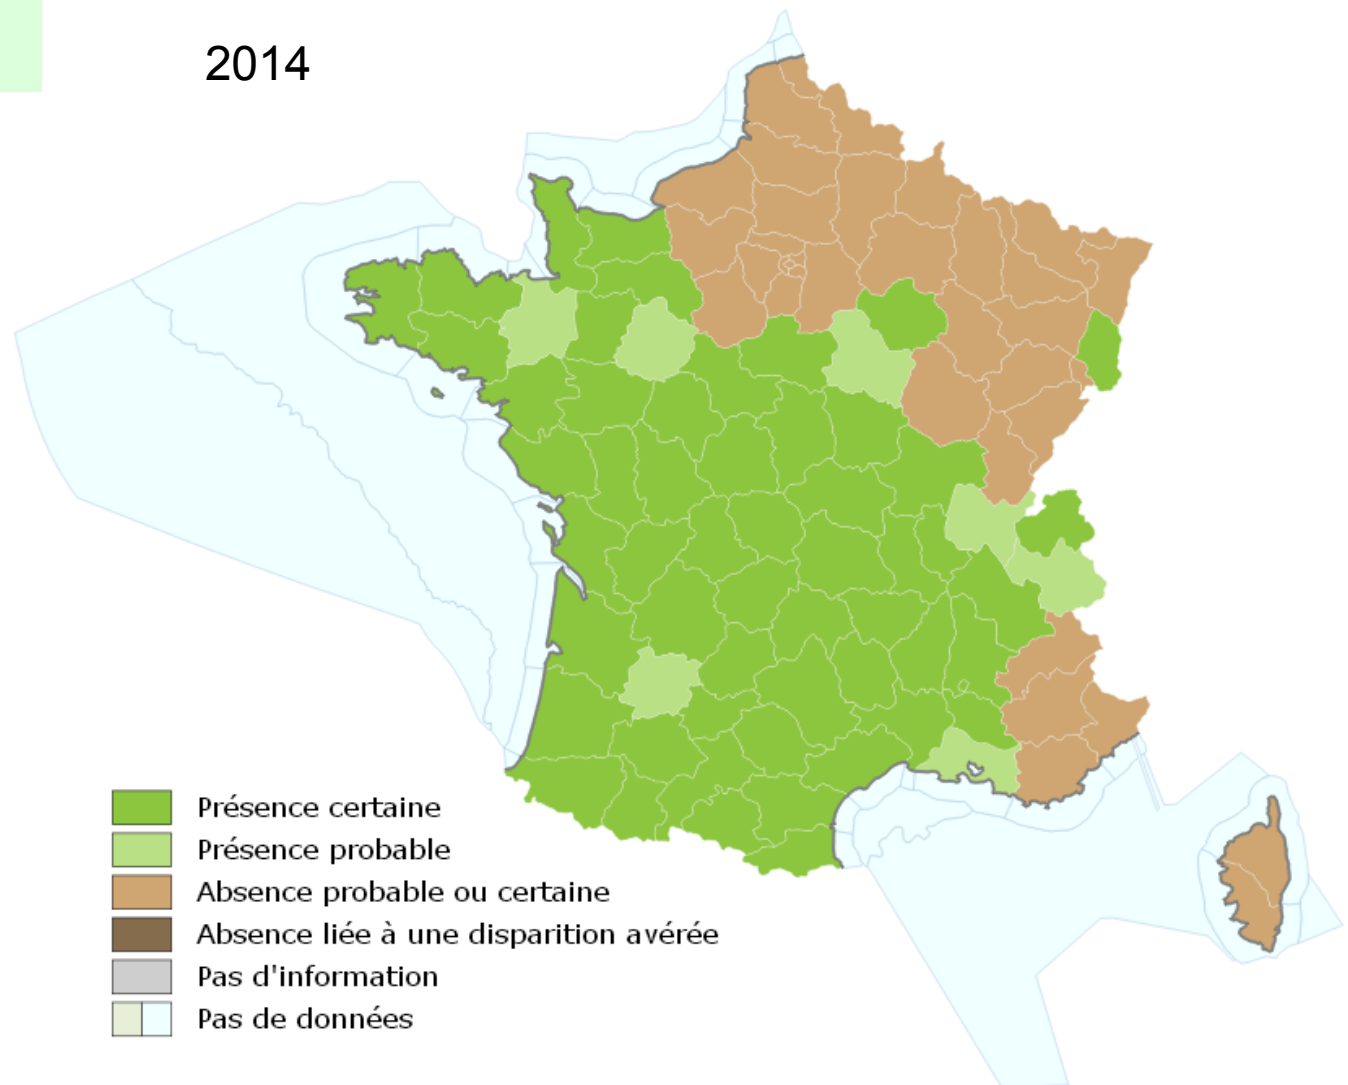 2014
Présence certaine
Présence probable
Absence probable ou certaine
Absence liée à une disparition avérée
Pas d'information
Pas de données